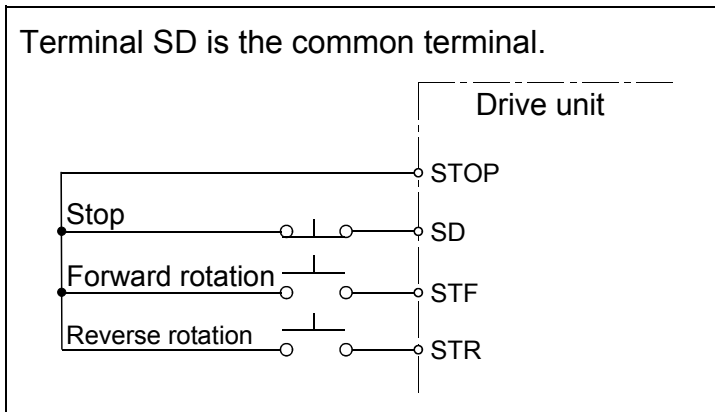 Terminal SD is the common terminal.
Drive unit
STOP
Stop
SD
Forward rotation
STF
Reverse rotation
STR